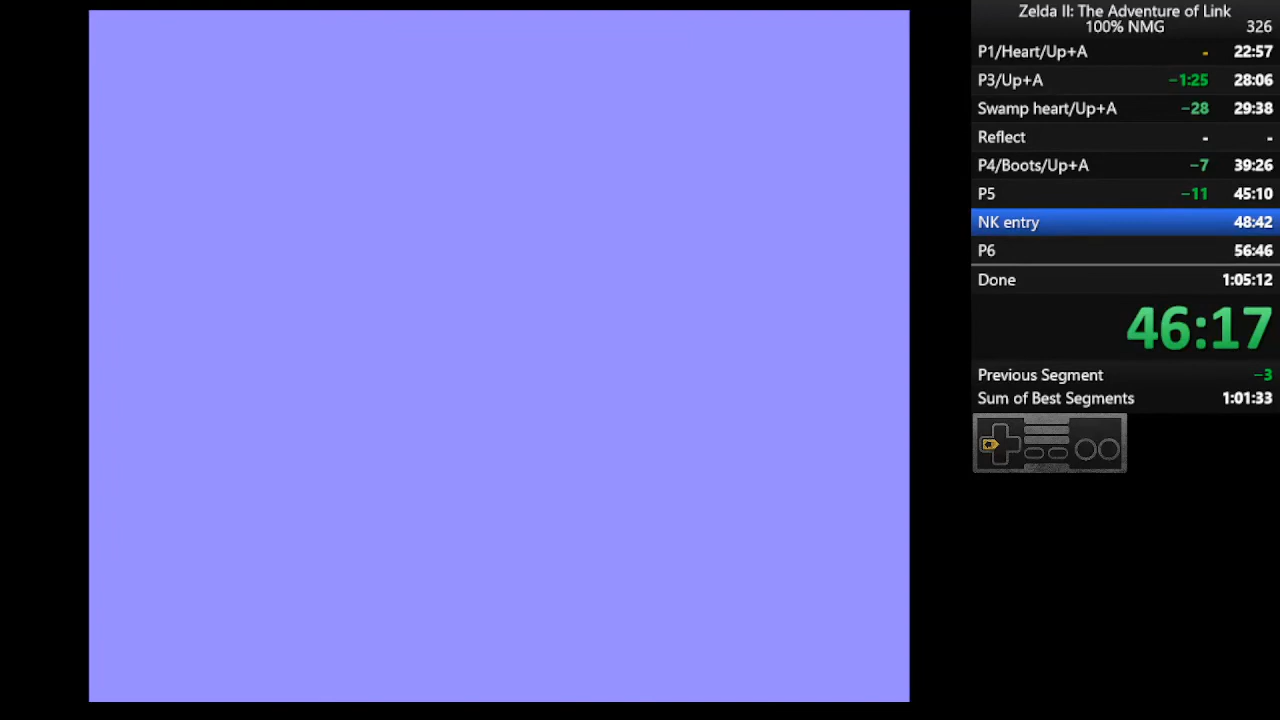 Zelda II: The Adventure of Link
100% NMG 326
P1/Heart/Up+A - 22:57
P3/Up+A −1:25 28:06
Swamp heart/Up+A −28 29:38
Reflect - -
P4/Boots/Up+A −7 39:26
P5 −11 45:10
NK entry 48:42
P6 56:46
Done 1:05:12
46:17
Previous Segment −3
Sum of Best Segments 1:01:33